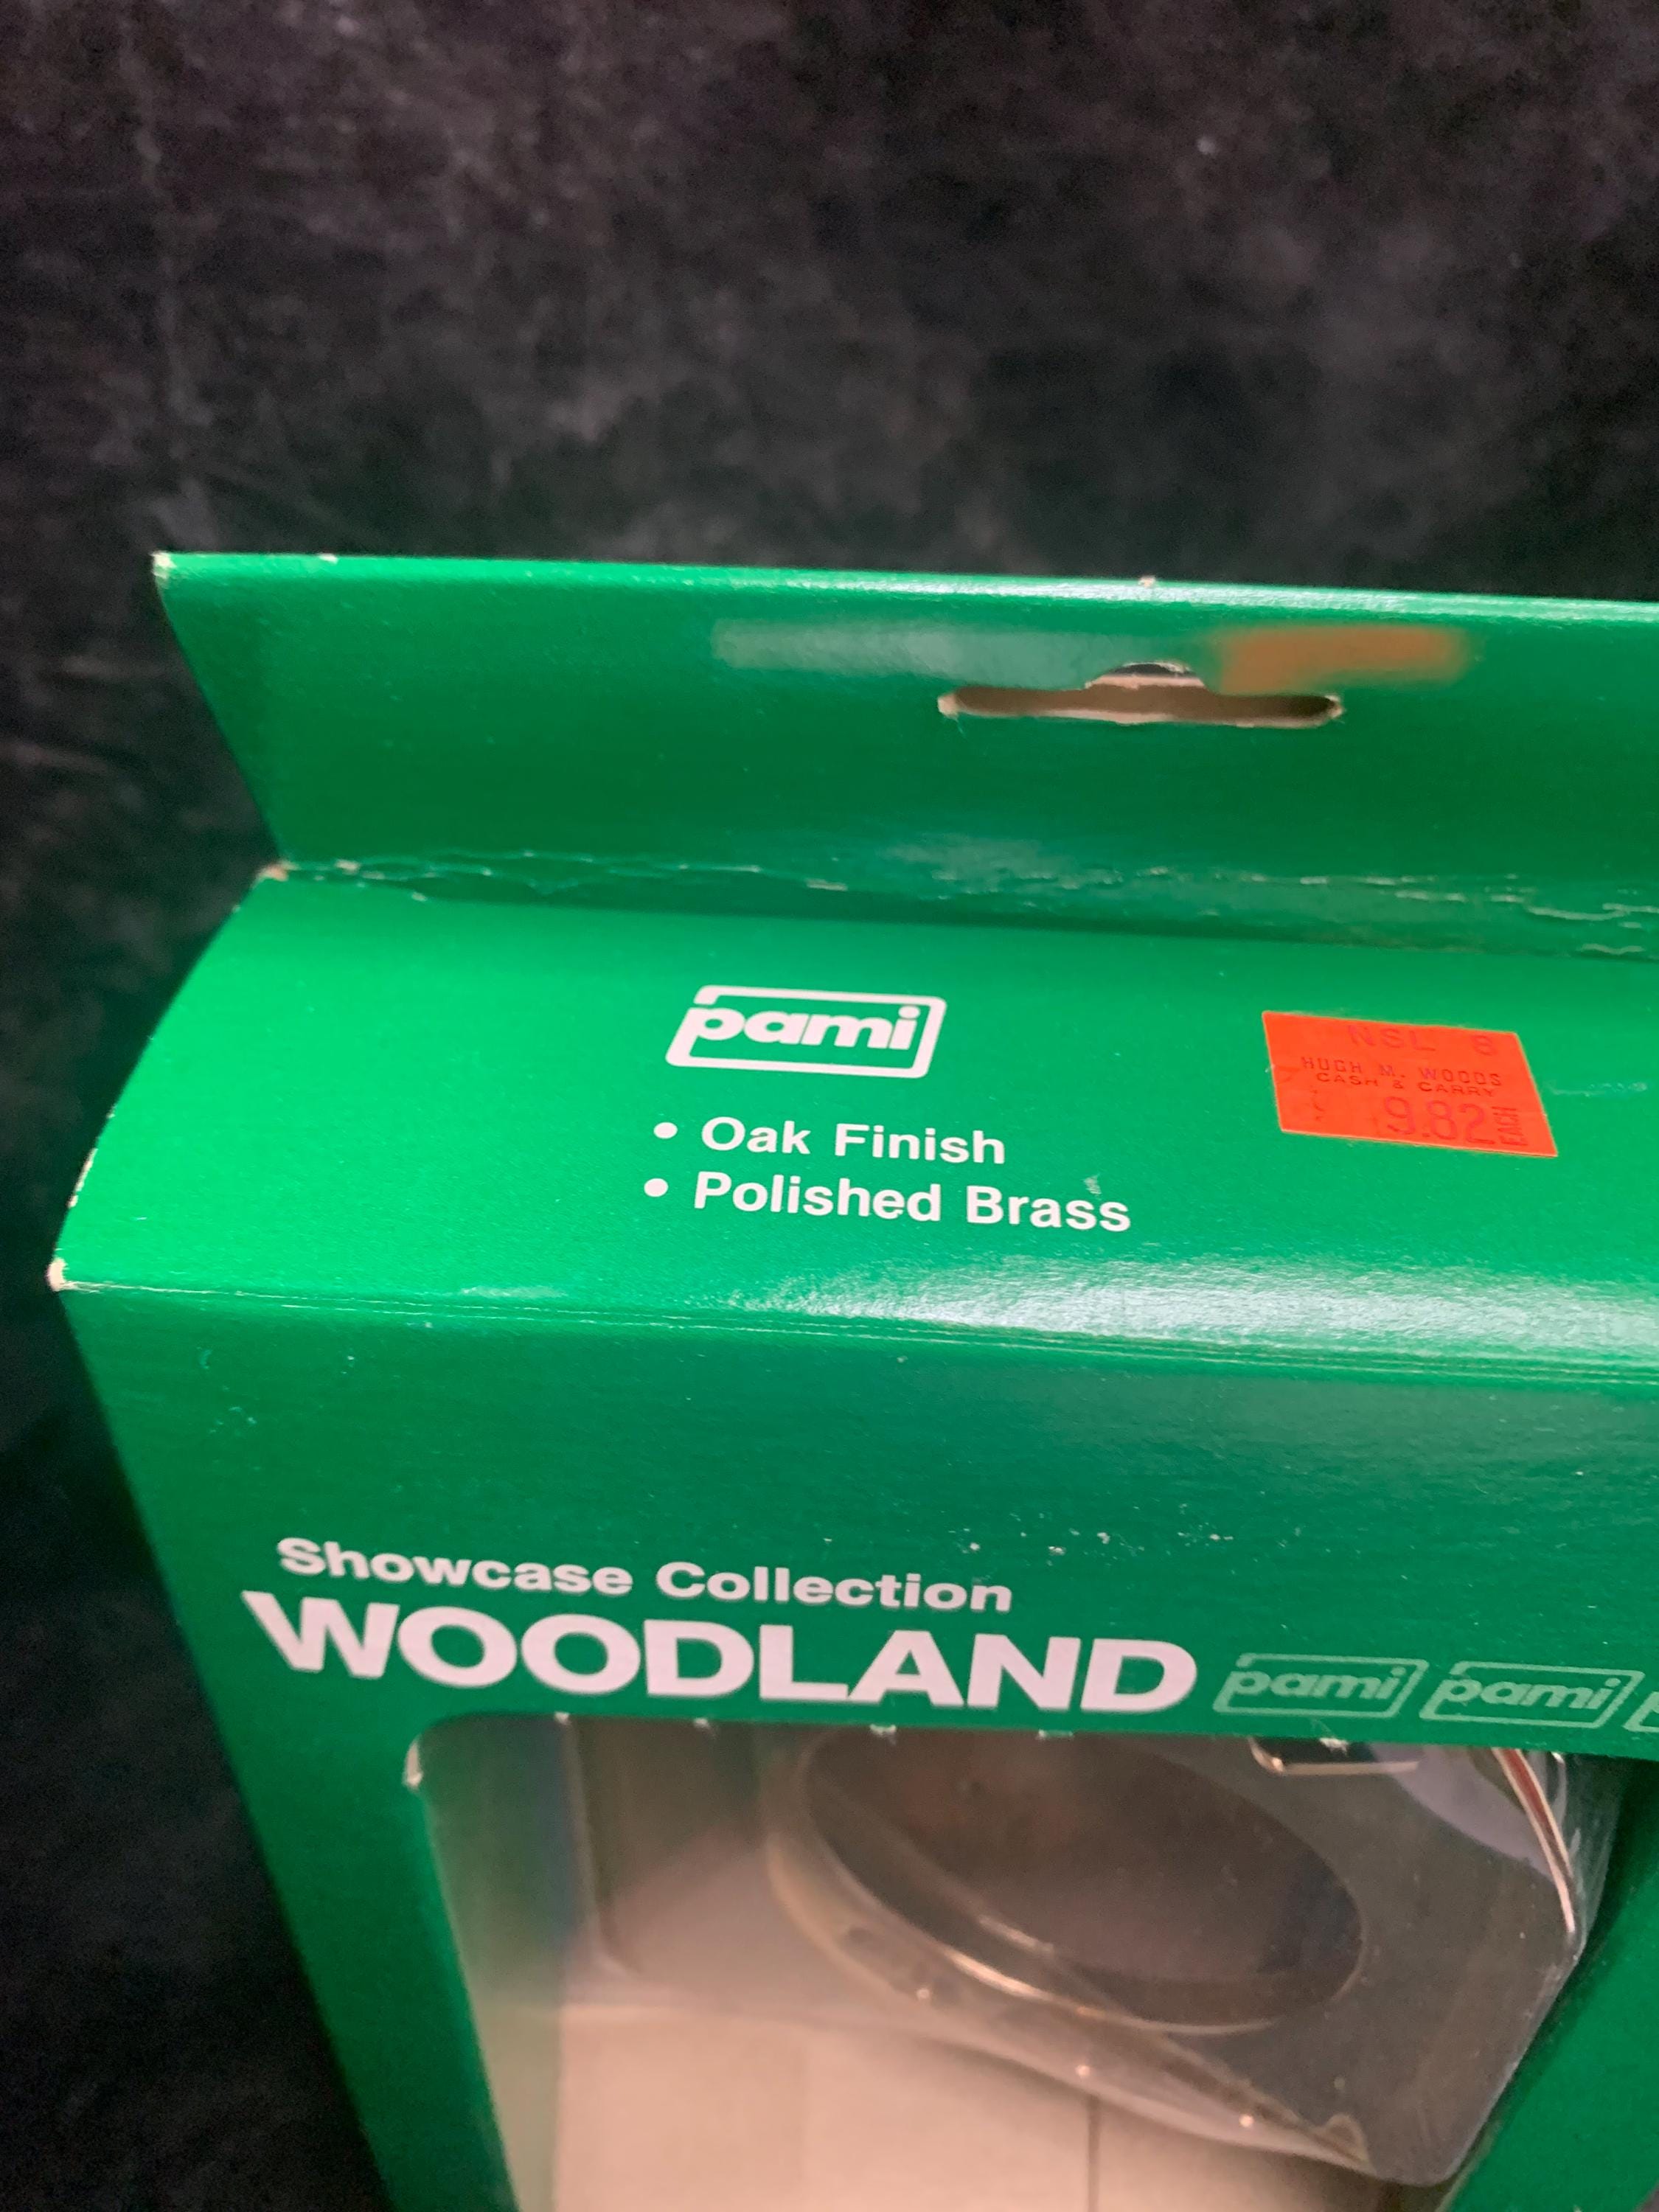 pami
• Oak Finish
• Polished Brass
NSL 8
HUGH M. WOODS
CASH & CARRY
9.82 EACH
Showcase Collection
WOODLAND pami pami